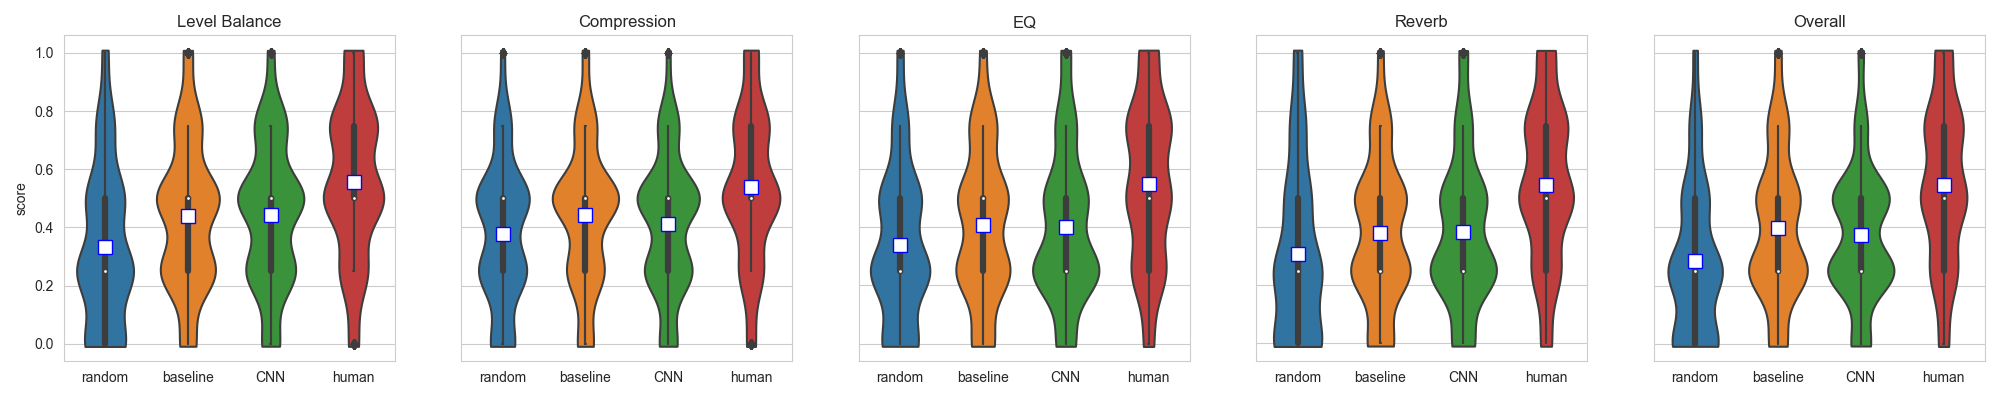 Level Balance
Compression
EQ
Reverb
Overall
score
1.0
0.8
0.6
0.4
0.2
0.0
random baseline CNN human
random baseline CNN human
random baseline CNN human
random baseline CNN human
random baseline CNN human